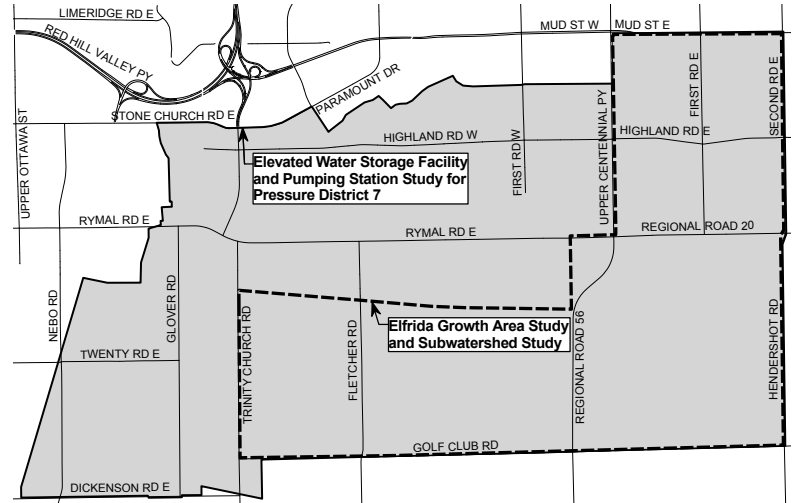 LIMERIDGE RD E
MUD ST W
MUD ST E
RED HILL VALLEY PY
PARAMOUNT DR
STONE CHURCH RD E
UPPER OTTAWA ST
HIGHLAND RD W
FIRST RD W
UPPER CENTENNIAL PY
HIGHLAND RD E
FIRST RD E
SECOND RD E
Elevated Water Storage Facility
and Pumping Station Study for
Pressure District 7
RYMAL RD E
RYMAL RD E
REGIONAL ROAD 20
NEBO RD
GLOVER RD
TRINITY CHURCH RD
FLETCHER RD
Elfrida Growth Area Study
and Subwatershed Study
REGIONAL ROAD 56
HENDERSHOT RD
TWENTY RD E
GOLF CLUB RD
DICKENSON RD E